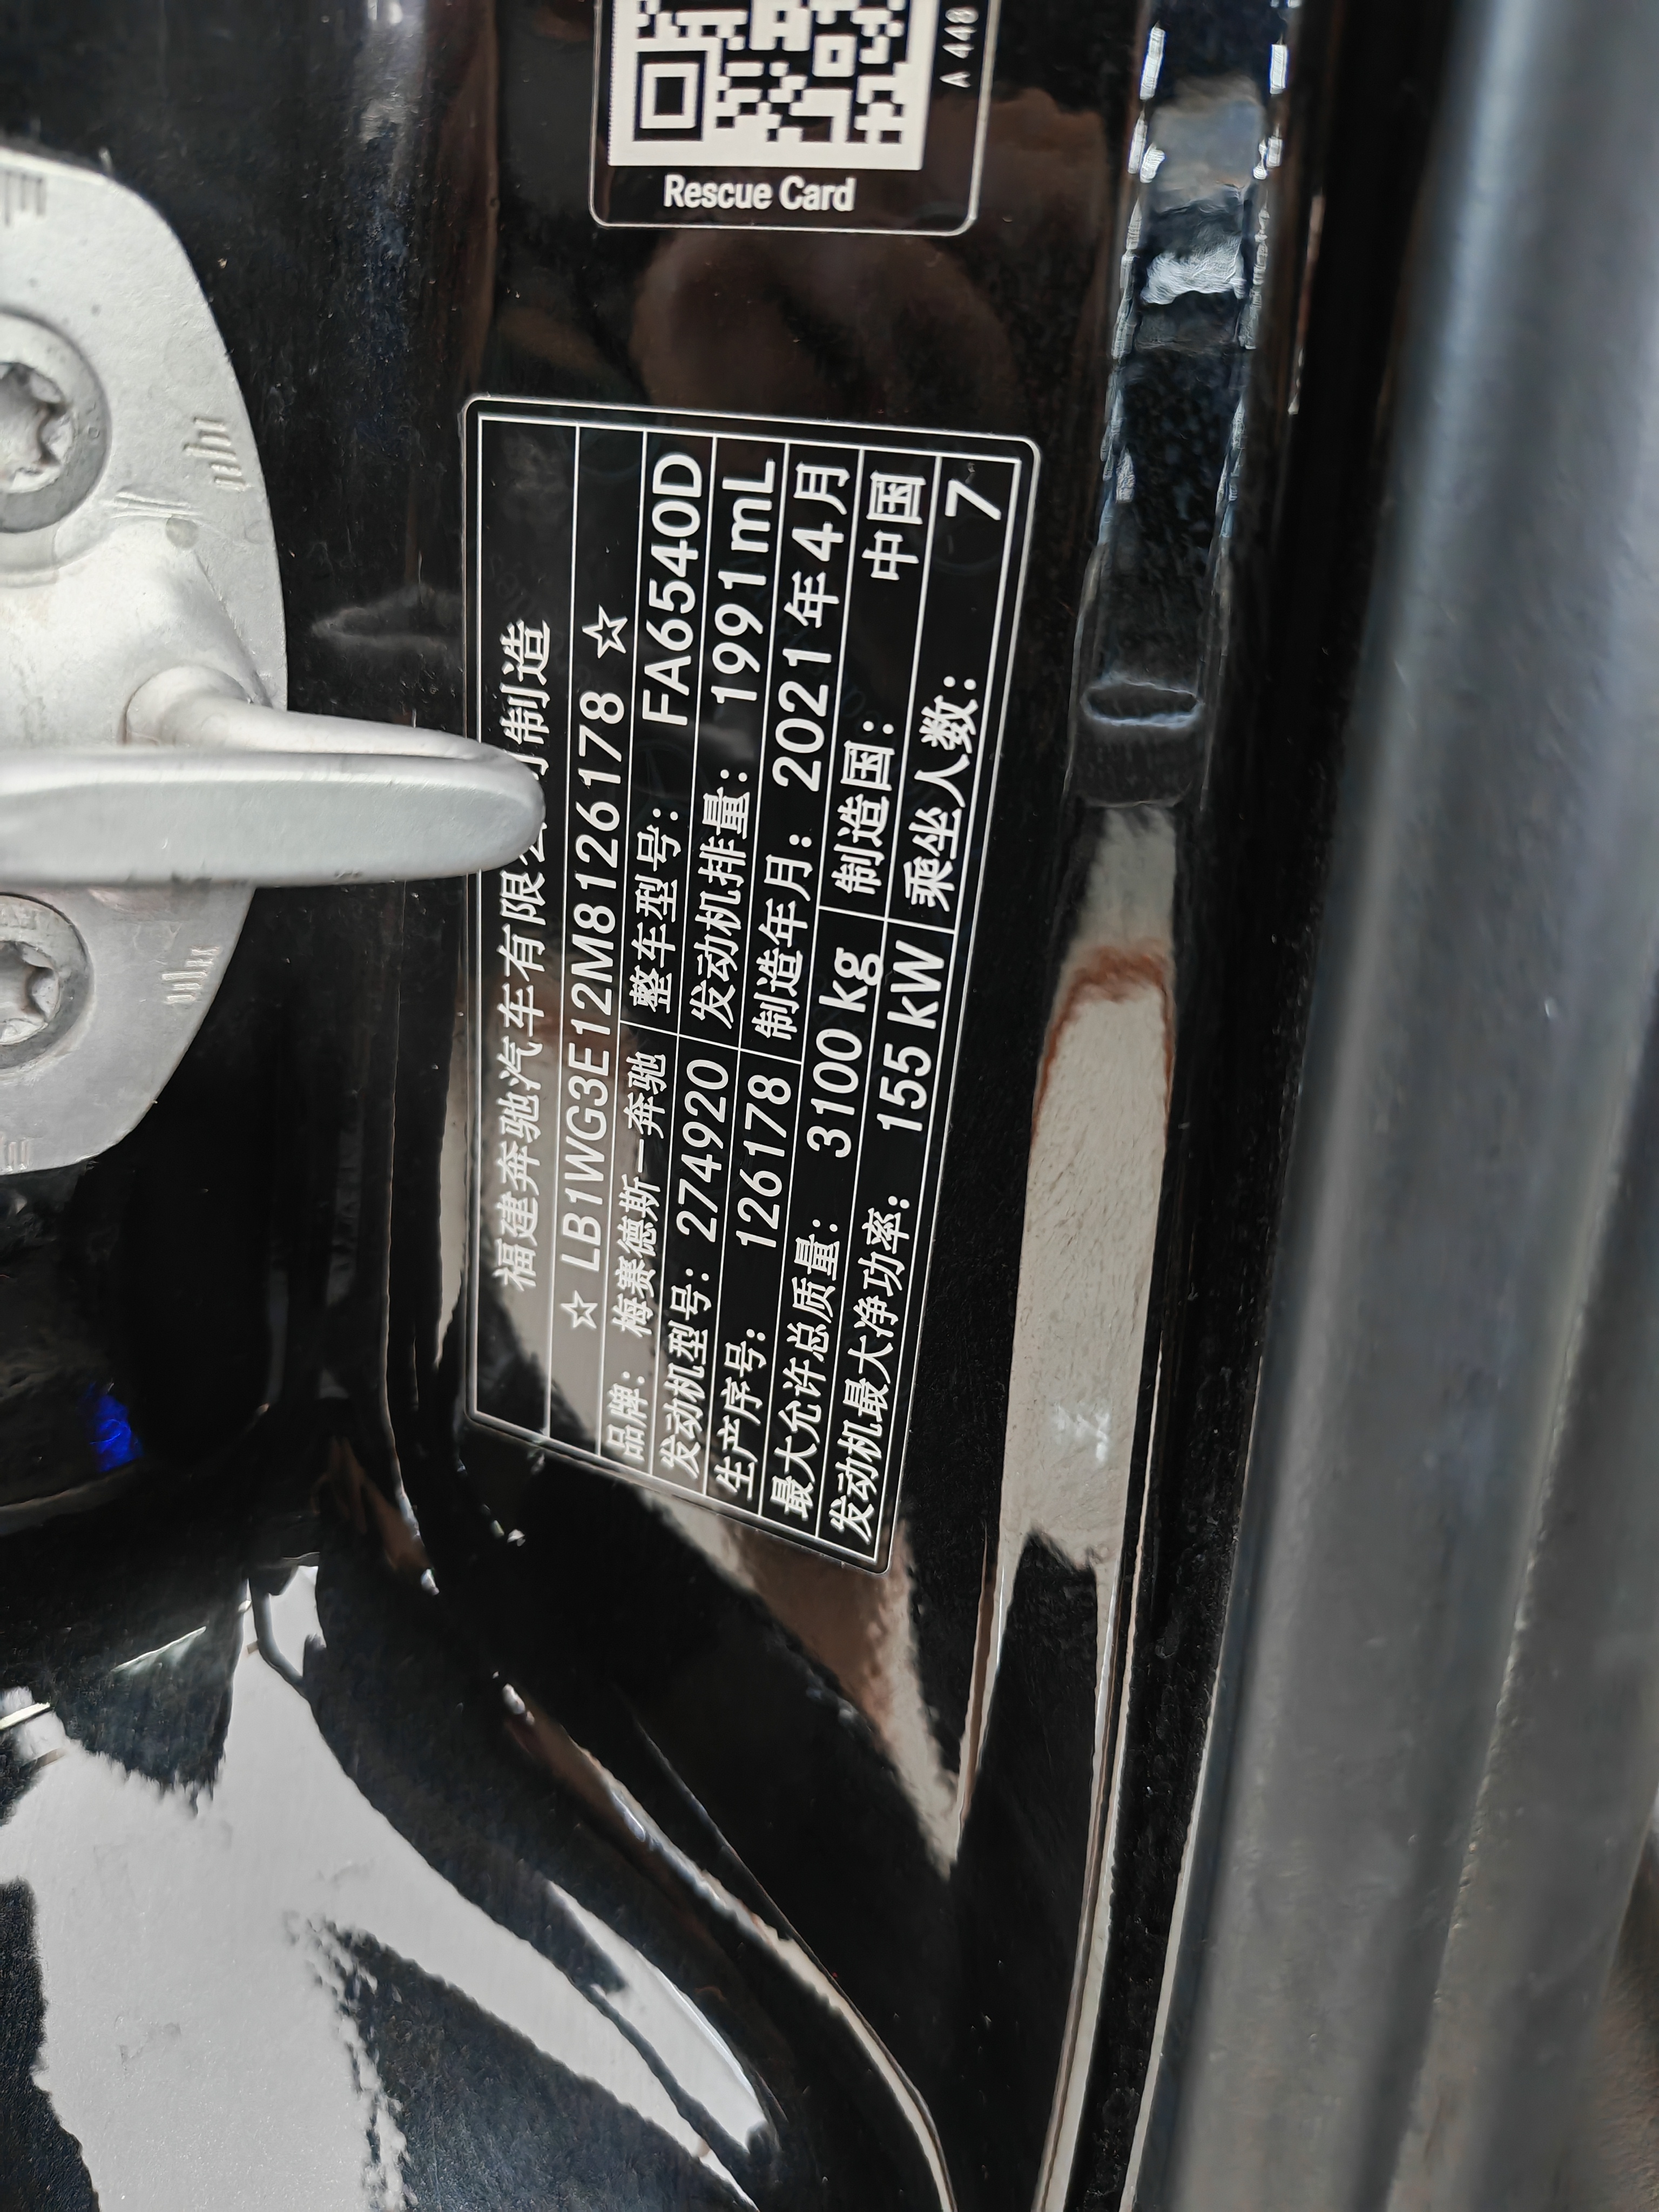 福建奔驰汽车有限公司制造
☆ LB1WG3E12M8126178 ☆
品牌： 梅赛德斯—奔驰 整车型号： FA6540D
发动机型号： 274920 发动机排量： 1991mL
生产序号： 126178 制造年月： 2021年4月
最大允许总质量： 3100 kg 制造国： 中国
发动机最大净功率： 155 kW 乘坐人数： 7
Rescue Card
A 448